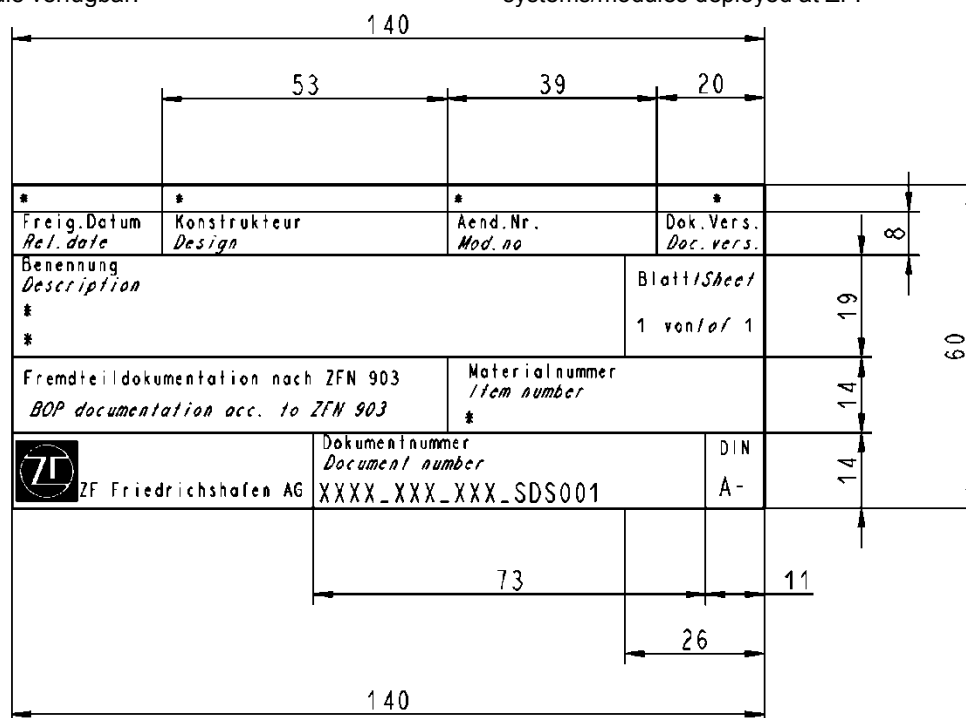 systems/modules deployed at ZF.
140
53 39 20
* * * *
Freig.Datum Konstrukteur Aend.Nr. Dok.Vers.
Rel.date Design Mod.no Doc.vers.
8
Benennung
Description
Blatt/Sheet
*
1 von/of 1
*
19
60
Fremdteildokumentation nach ZFN 903
BOP documentation acc. to ZFN 903
Materialnummer
Item number
*
14
Dokumentnummer
Document number
DIN
ZF
ZF Friedrichshafen AG
XXXX_XXX_XXX_SDS001
A-
14
73 11
26
140